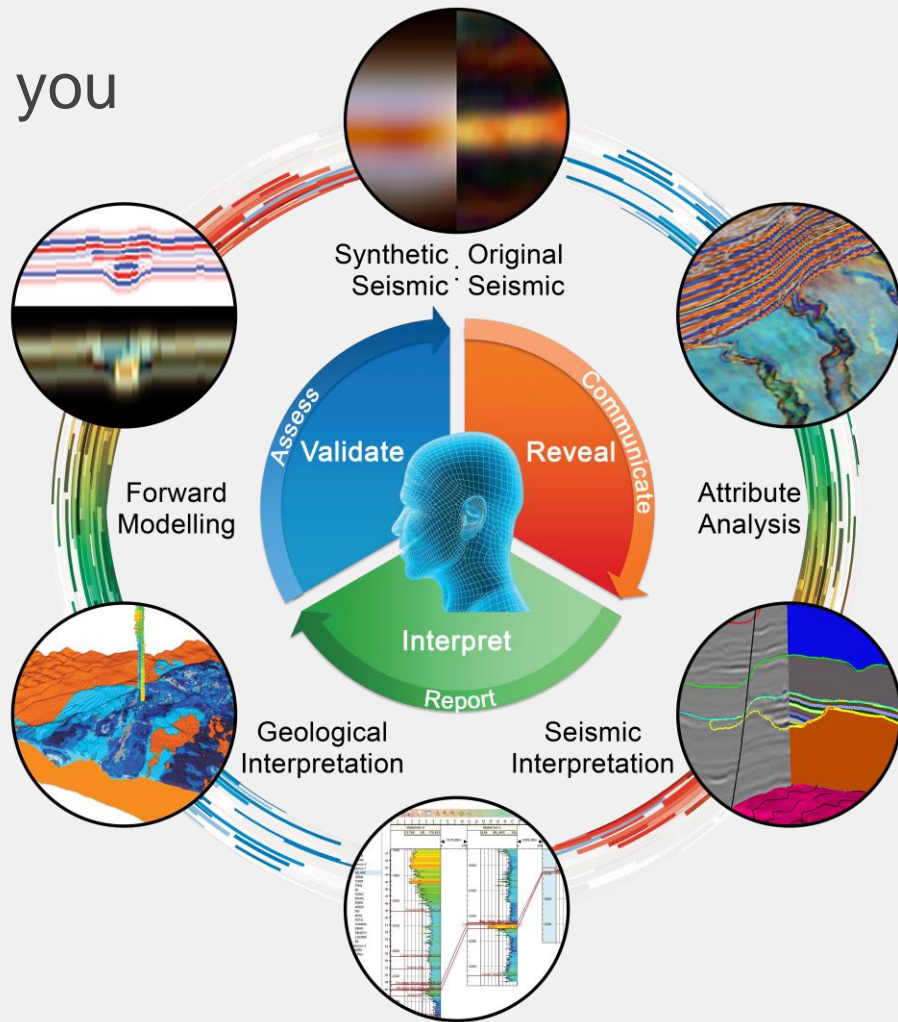 you
Synthetic : Original
Seismic Seismic
Assess
Validate
Reveal
Communicate
Forward
Modelling
Attribute
Analysis
Interpret
Report
Geological
Interpretation
Seismic
Interpretation